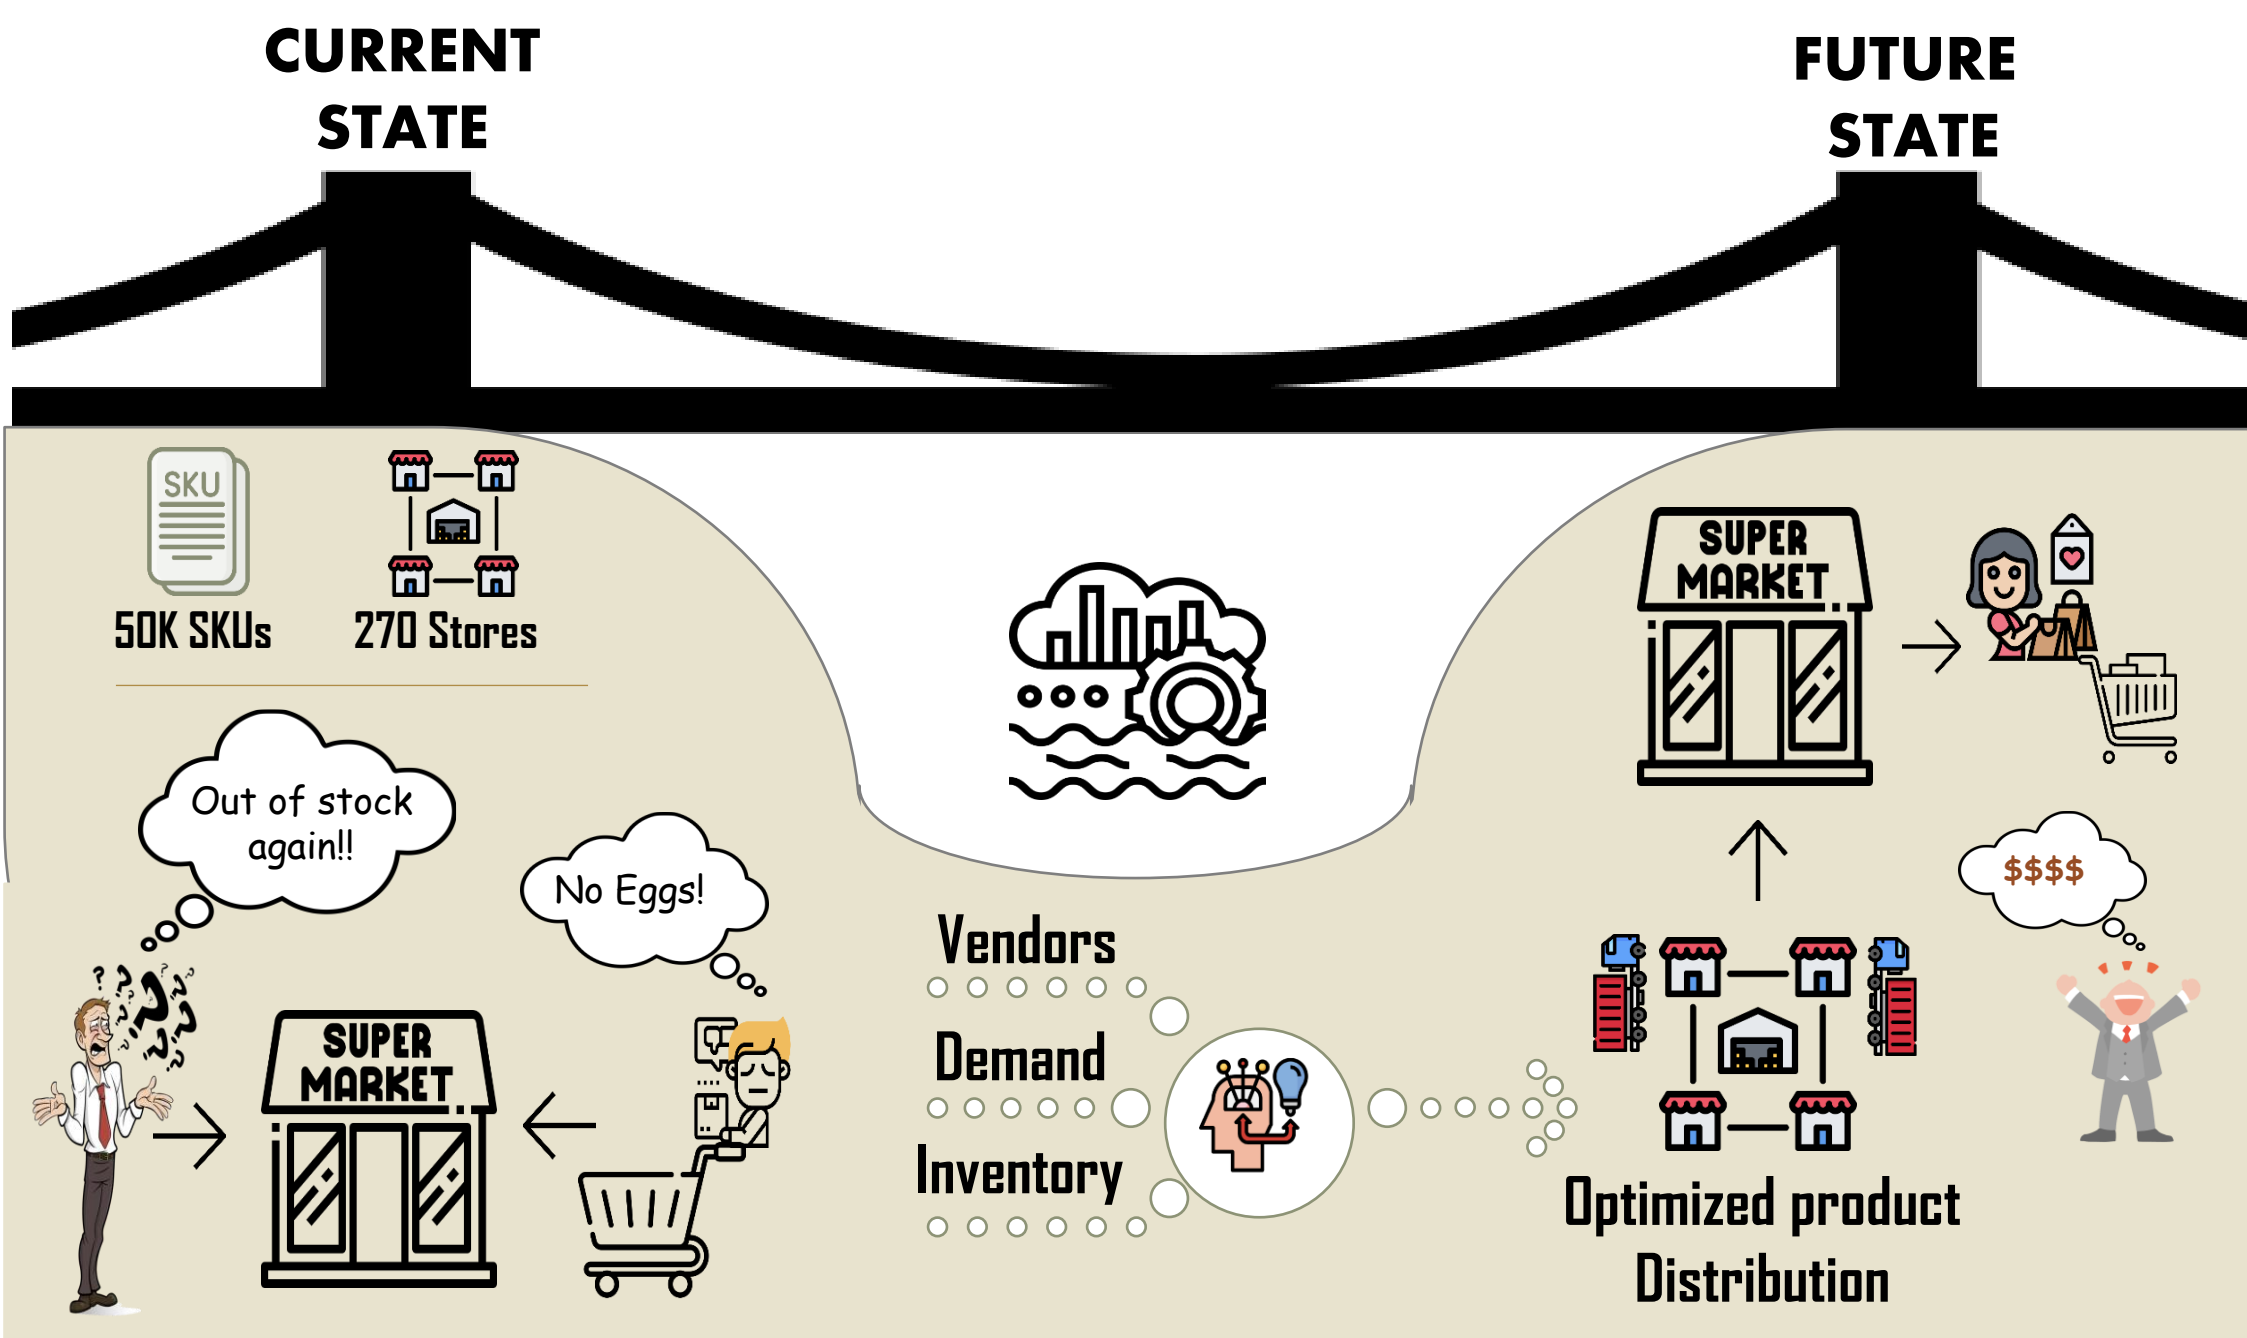 CURRENT
STATE
FUTURE
STATE
SKU
50K SKUs
270 Stores
Out of stock
again!!
No Eggs!
SUPER
MARKET
Vendors
Demand
Inventory
SUPER
MARKET
$$$$
Optimized product
Distribution